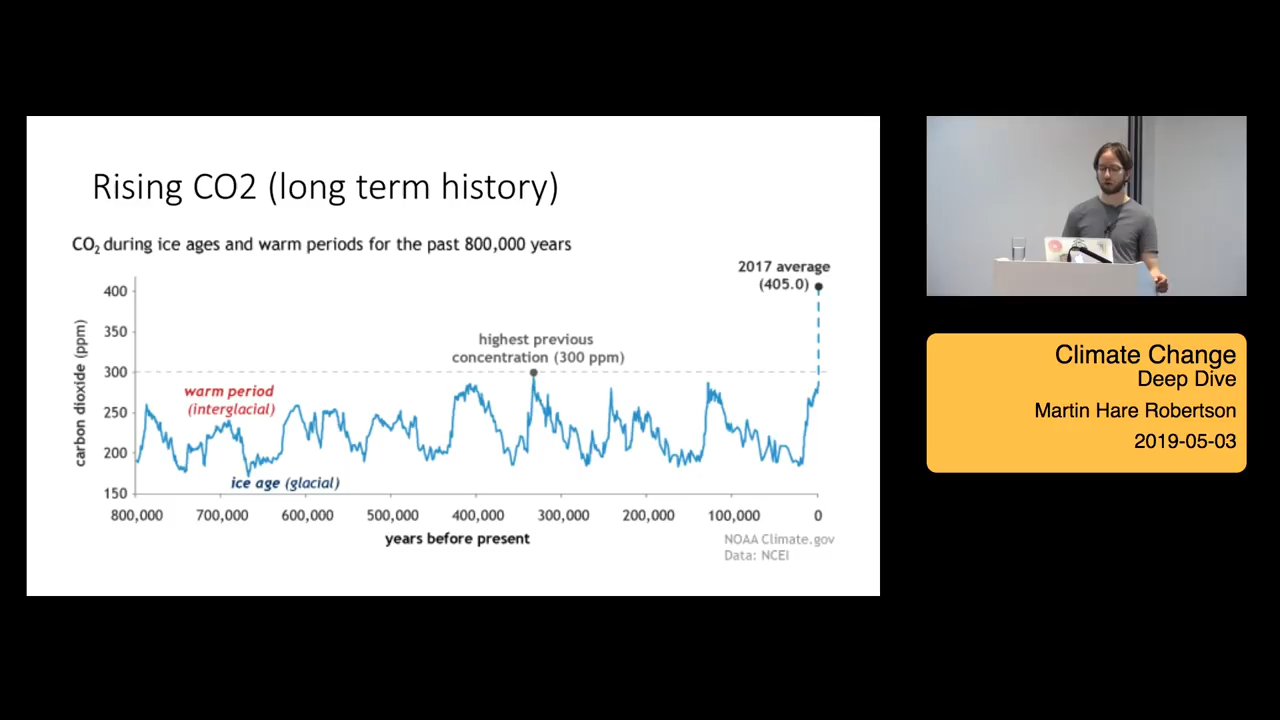 Rising CO2 (long term history)
CO₂ during ice ages and warm periods for the past 800,000 years
2017 average
(405.0)
400
350
300
250
200
150
carbon dioxide (ppm)
highest previous
concentration (300 ppm)
warm period
(interglacial)
ice age (glacial)
800,000
700,000
600,000
500,000
400,000
300,000
200,000
100,000
0
years before present
NOAA Climate.gov
Data: NCEI
Climate Change
Deep Dive
Martin Hare Robertson
2019-05-03